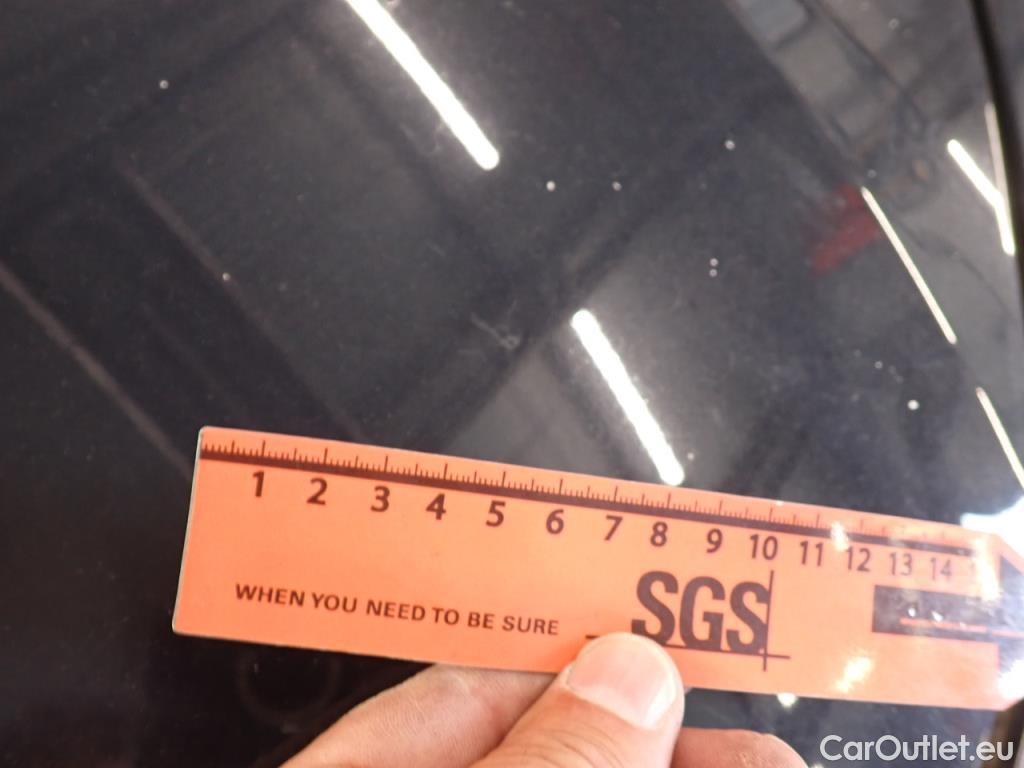 1 2 3 4 5 6 7 8 9 10 11 12 13 14
WHEN YOU NEED TO BE SURE SGS
CarOutlet.eu